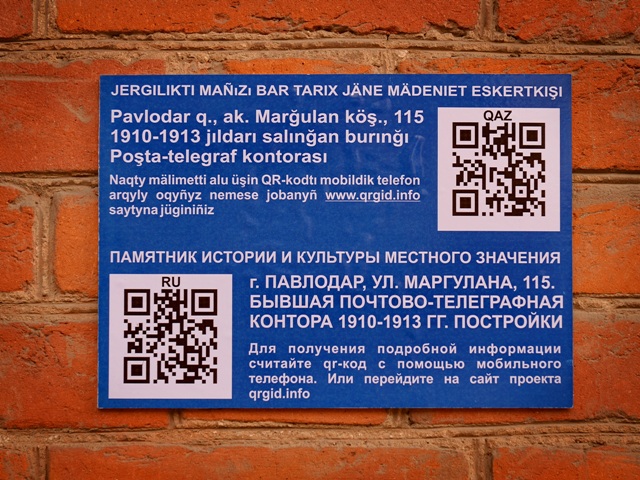 JERGILIKTI MAÑIZı BAR TARIX JÄNE MÄDENIET ESKERTKIŞI
Pavlodar q., ak. Marğulan köş., 115
1910-1913 jıldarı salınğan burınğı
Poşta-telegraf kontorası
Naqty mälimetti alu üşin QR-kodtı mobildik telefon
arqyly oqyñyz nemese jobanyñ www.qrgid.info
saytyna jüginiñiz
QAZ
ПАМЯТНИК ИСТОРИИ И КУЛЬТУРЫ МЕСТНОГО ЗНАЧЕНИЯ
RU
г. ПАВЛОДАР, УЛ. МАРГУЛАНА, 115.
БЫВШАЯ ПОЧТОВО-ТЕЛЕГРАФНАЯ
КОНТОРА 1910-1913 ГГ. ПОСТРОЙКИ
Для получения подробной информации
считайте qr-код с помощью мобильного
телефона. Или перейдите на сайт проекта
qrgid.info